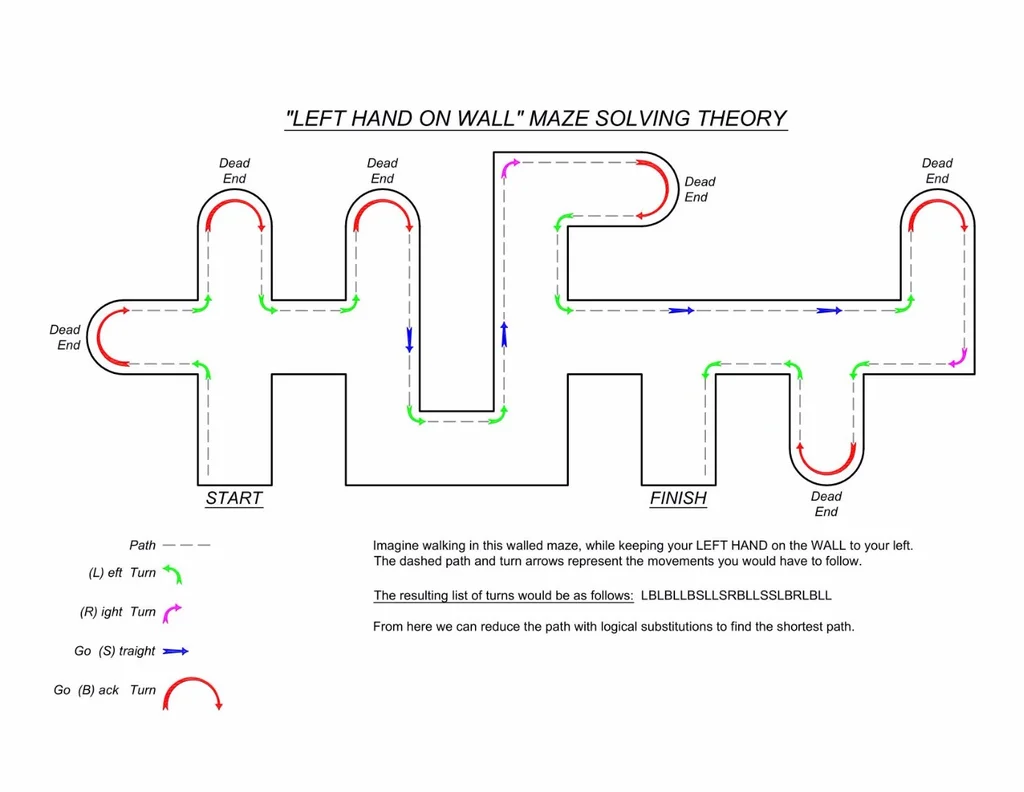 "LEFT HAND ON WALL" MAZE SOLVING THEORY
Dead
End
Dead
End
Dead
End
Dead
End
Dead
End
START
FINISH
Dead
End
Path
(L) eft Turn
(R) ight Turn
Go (S) traight
Go (B) ack Turn
Imagine walking in this walled maze, while keeping your LEFT HAND on the WALL to your left.
The dashed path and turn arrows represent the movements you would have to follow.
The resulting list of turns would be as follows: LBLBLLBSLLSRBLLSSLBRLBLL
From here we can reduce the path with logical substitutions to find the shortest path.